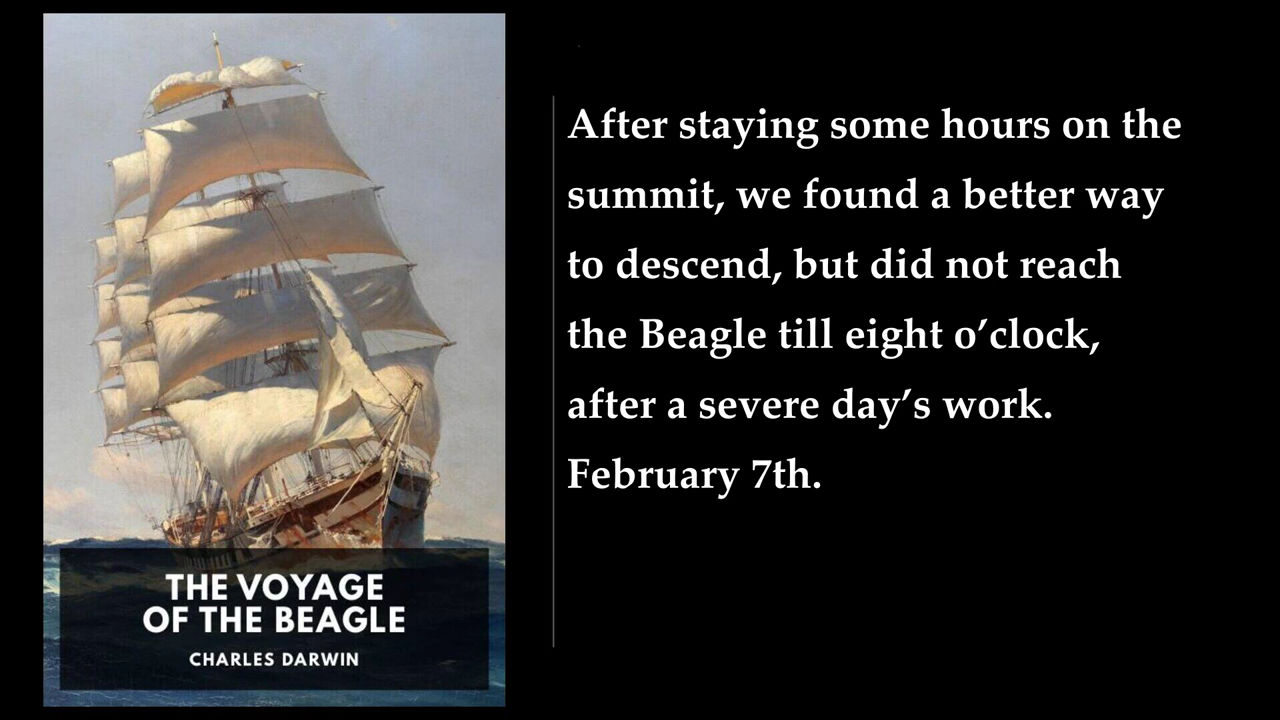 After staying some hours on the
summit, we found a better way
to descend, but did not reach
the Beagle till eight o’clock,
after a severe day’s work.
February 7th.
THE VOYAGE
OF THE BEAGLE
CHARLES DARWIN